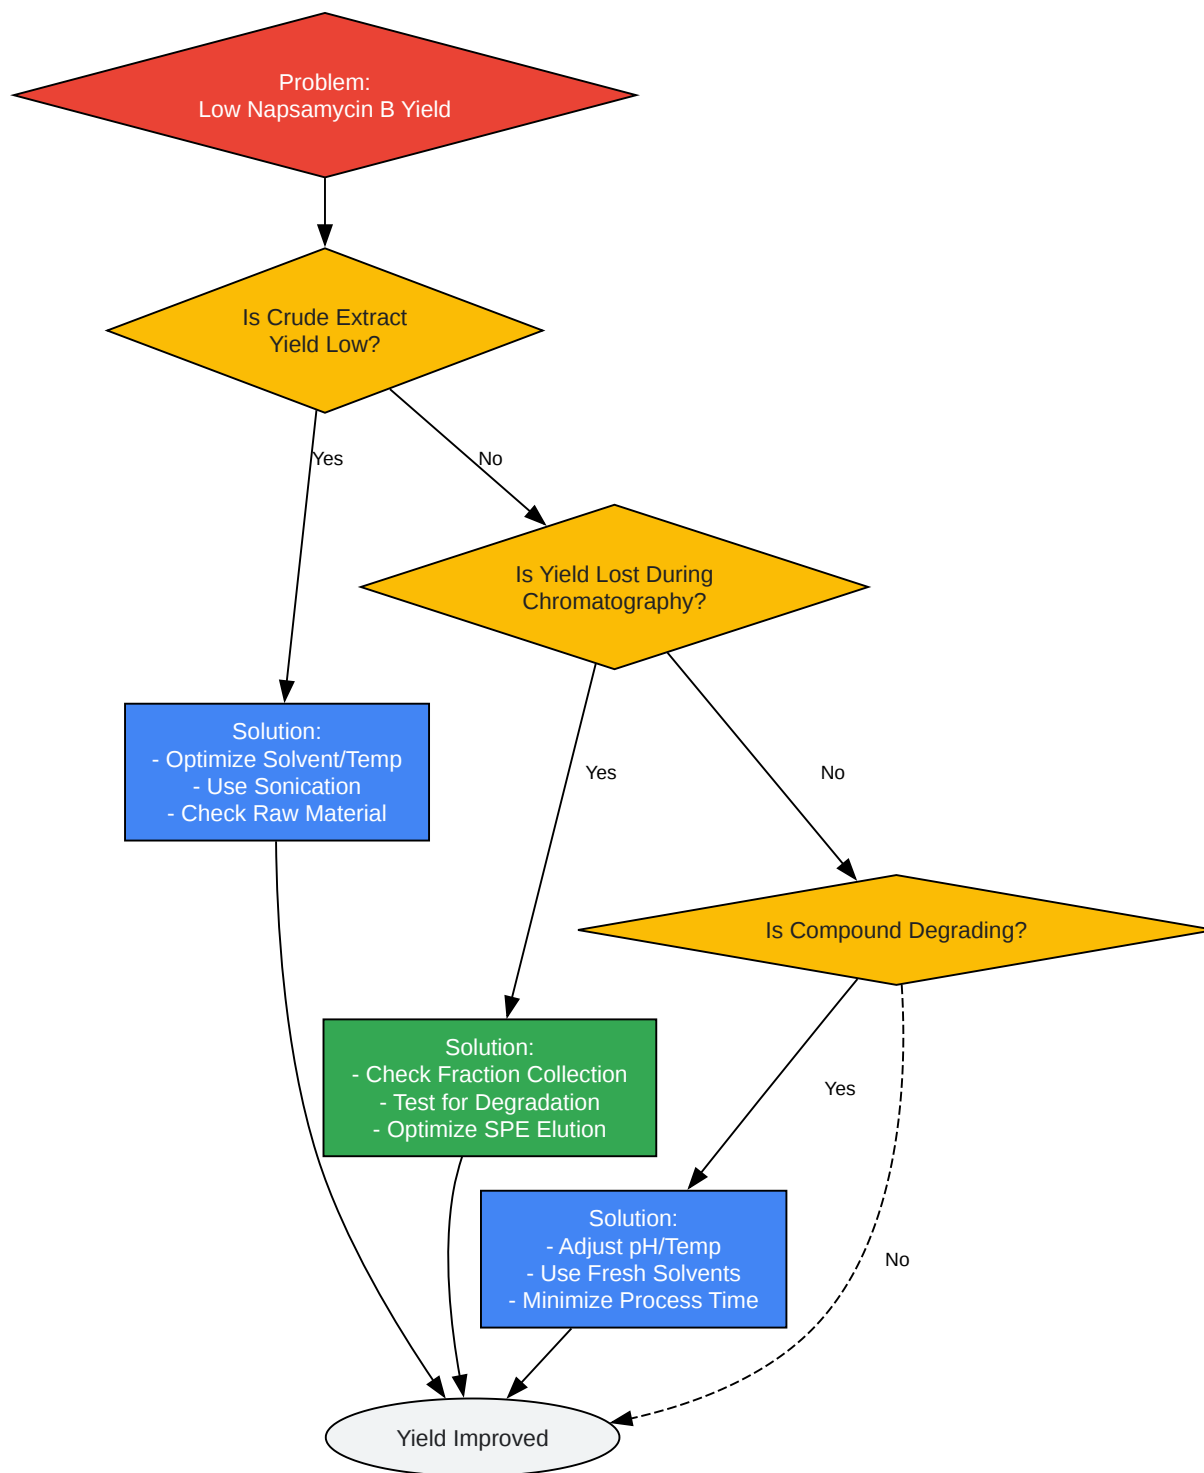 Problem:
Low Napsamycin B Yield
Is Crude Extract
Yield Low?
Yes
No
Is Yield Lost During
Chromatography?
Solution:
- Optimize Solvent/Temp
- Use Sonication
- Check Raw Material
Yes
No
Is Compound Degrading?
Solution:
- Check Fraction Collection
- Test for Degradation
- Optimize SPE Elution
Yes
Solution:
- Adjust pH/Temp
- Use Fresh Solvents
- Minimize Process Time
No
Yield Improved